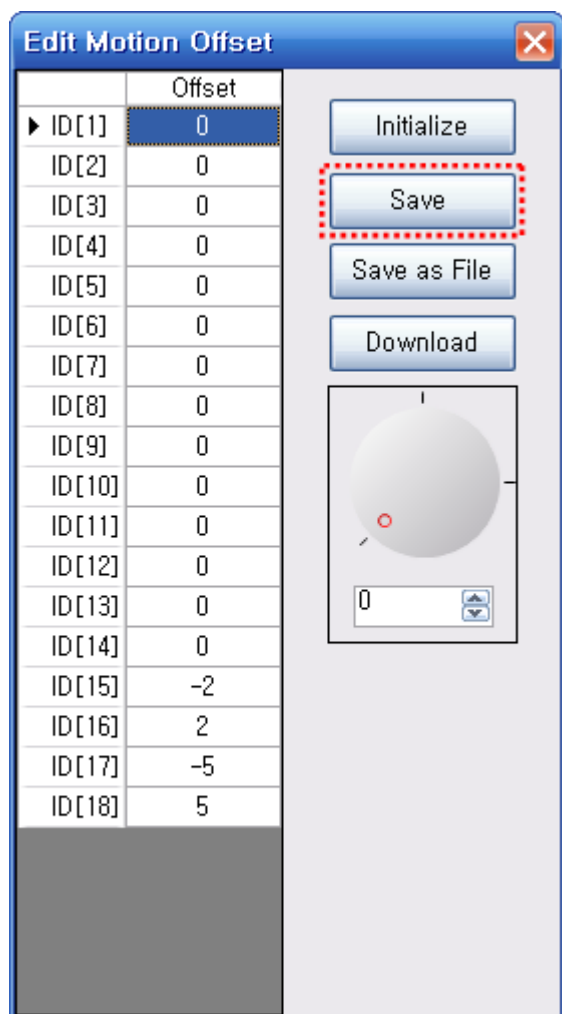 Edit Motion Offset
Offset
ID[1] 0
ID[2] 0
ID[3] 0
ID[4] 0
ID[5] 0
ID[6] 0
ID[7] 0
ID[8] 0
ID[9] 0
ID[10] 0
ID[11] 0
ID[12] 0
ID[13] 0
ID[14] 0
ID[15] -2
ID[16] 2
ID[17] -5
ID[18] 5
Initialize
Save
Save as File
Download
0